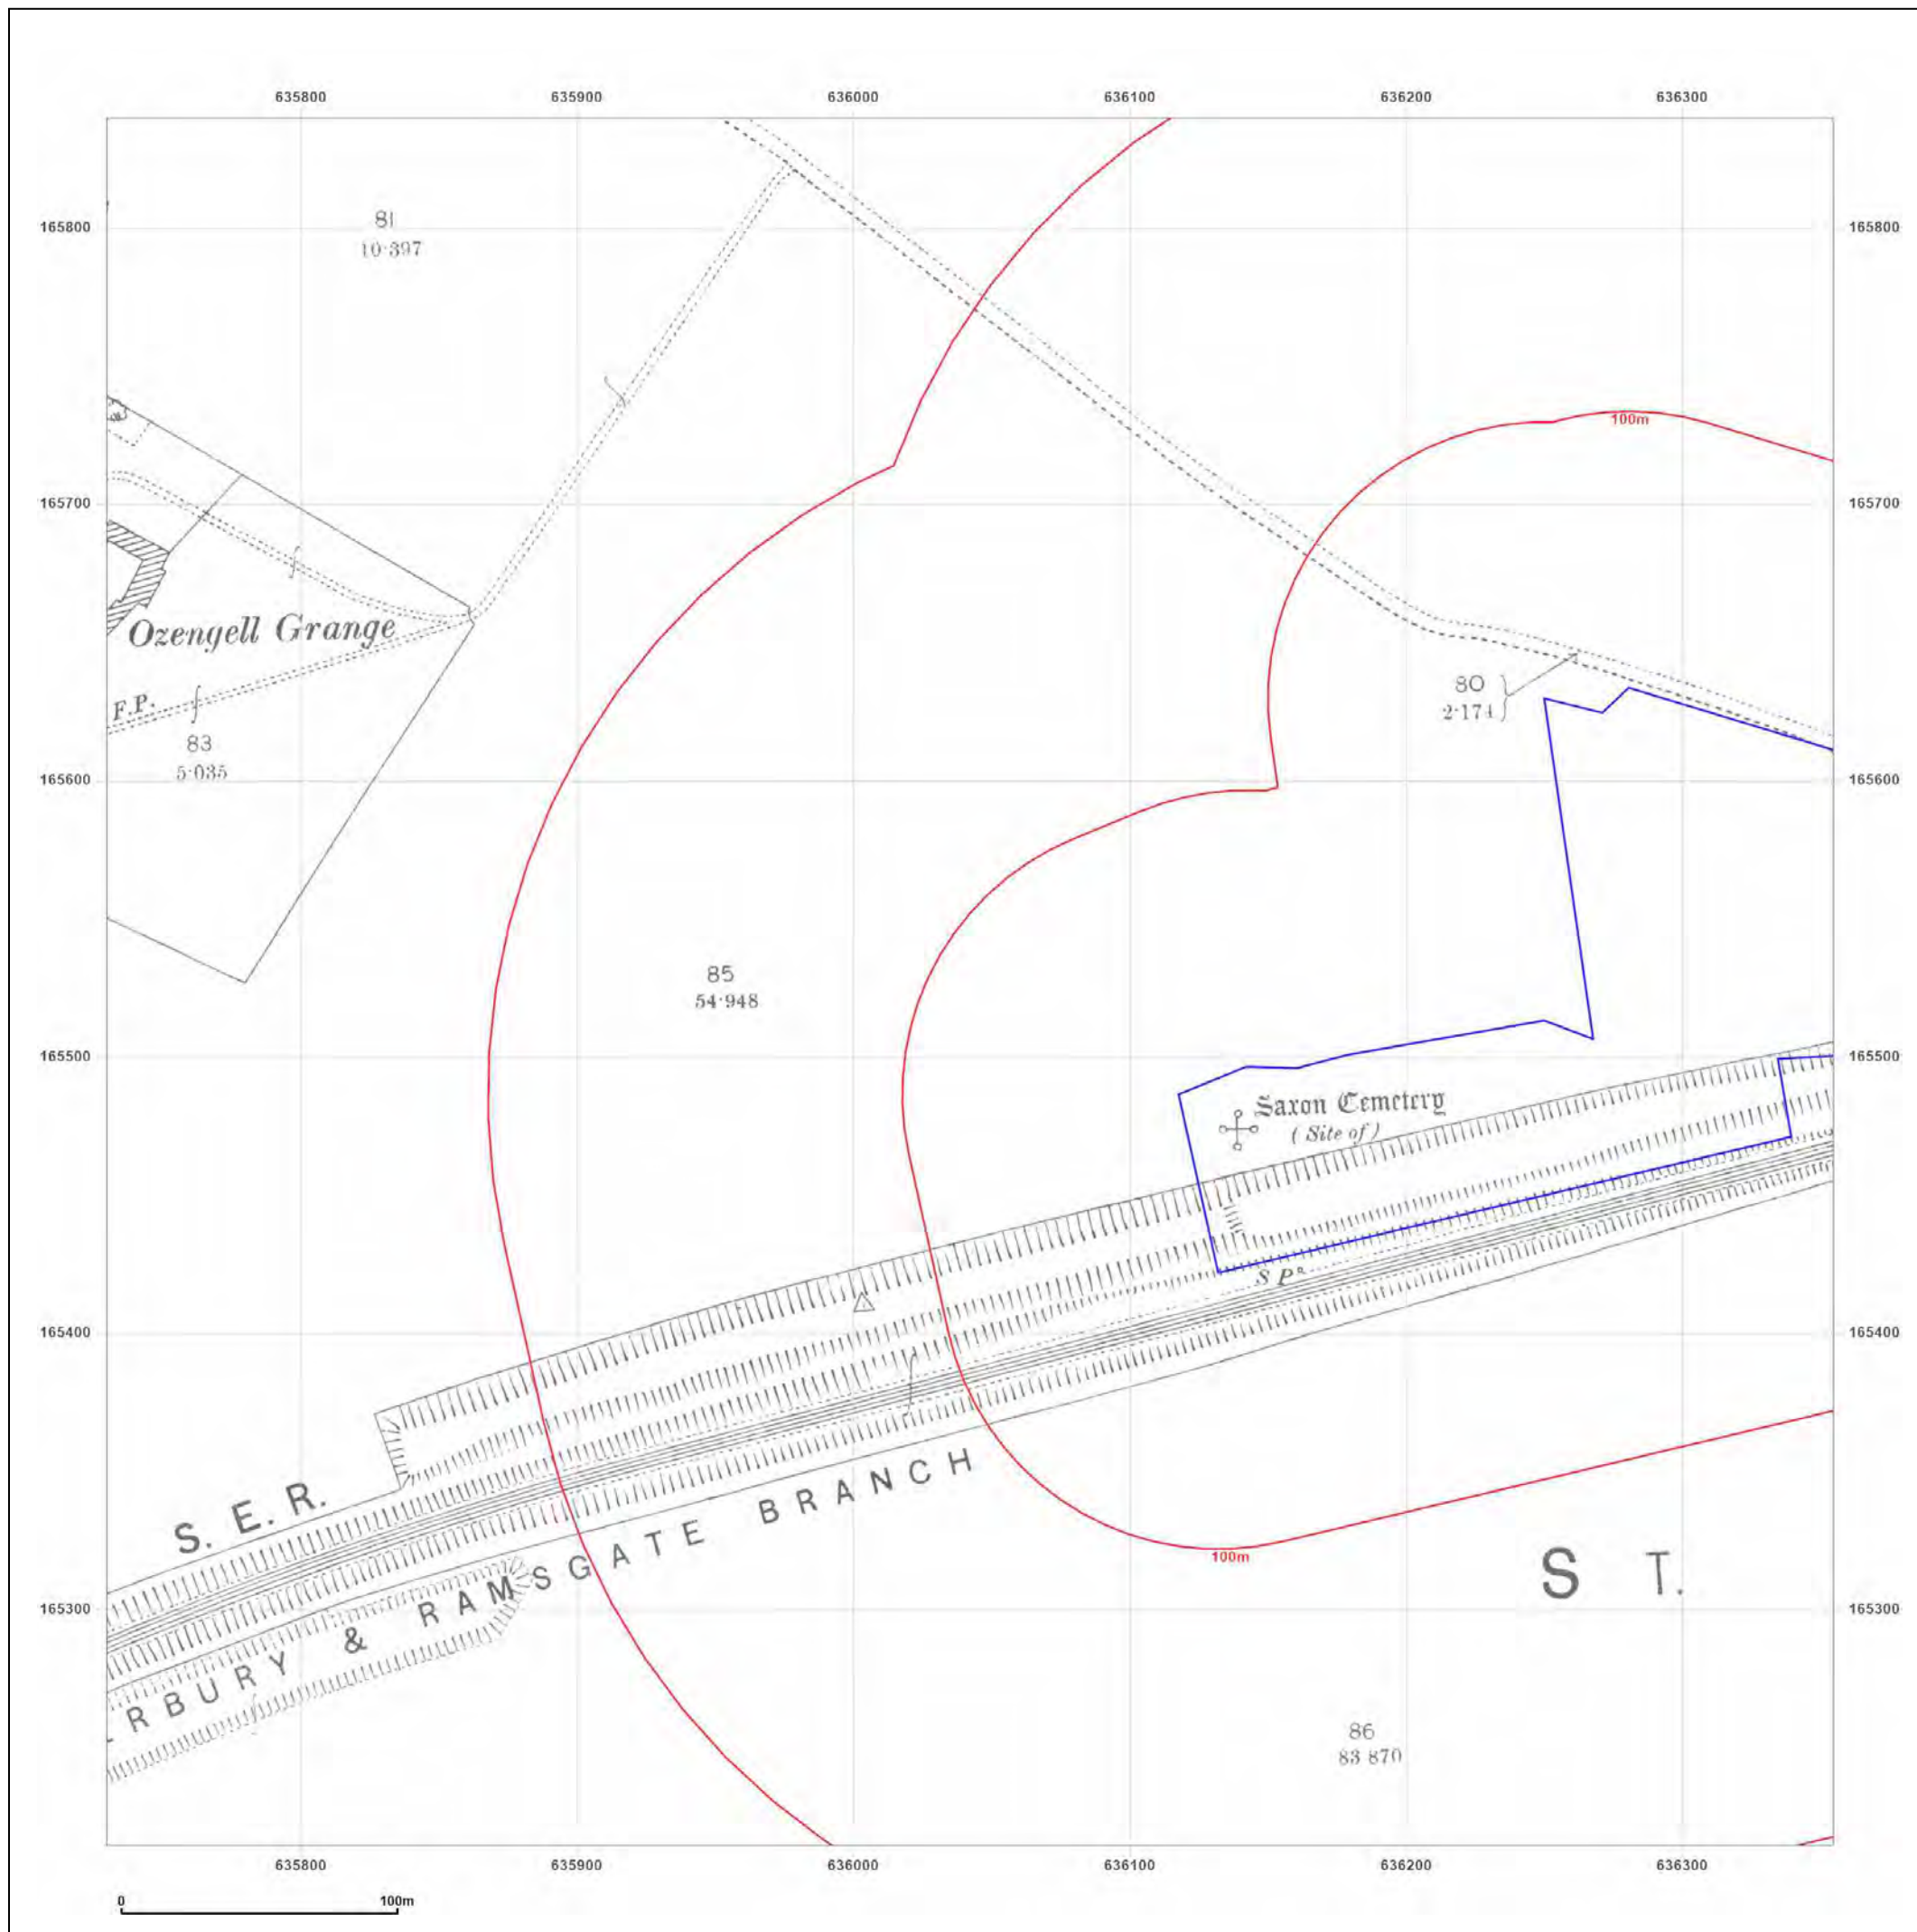 635800 635900 636000 636100 636200 636300
165800 165800
81
10·397
100m
165700 165700
Ozengell Grange
F.P.
80
2·174
83
5·035
165600 165600
85
54·948
165500 165500
Saxon Cemetery
(Site of)
S.P.
165400 165400
S. E. R.
RBURY & RAMSGATE BRANCH
100m
S T.
165300 165300
86
83 870
635800 635900 636000 636100 636200 636300
0 100m